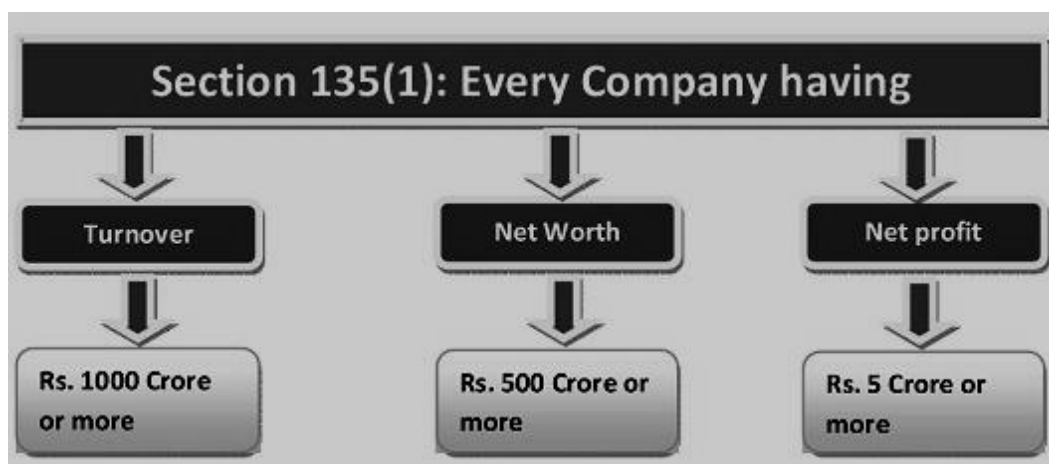 Section 135(1): Every Company having
Turnover
Net Worth
Net profit
Rs. 1000 Crore
or more
Rs. 500 Crore or
more
Rs. 5 Crore or
more